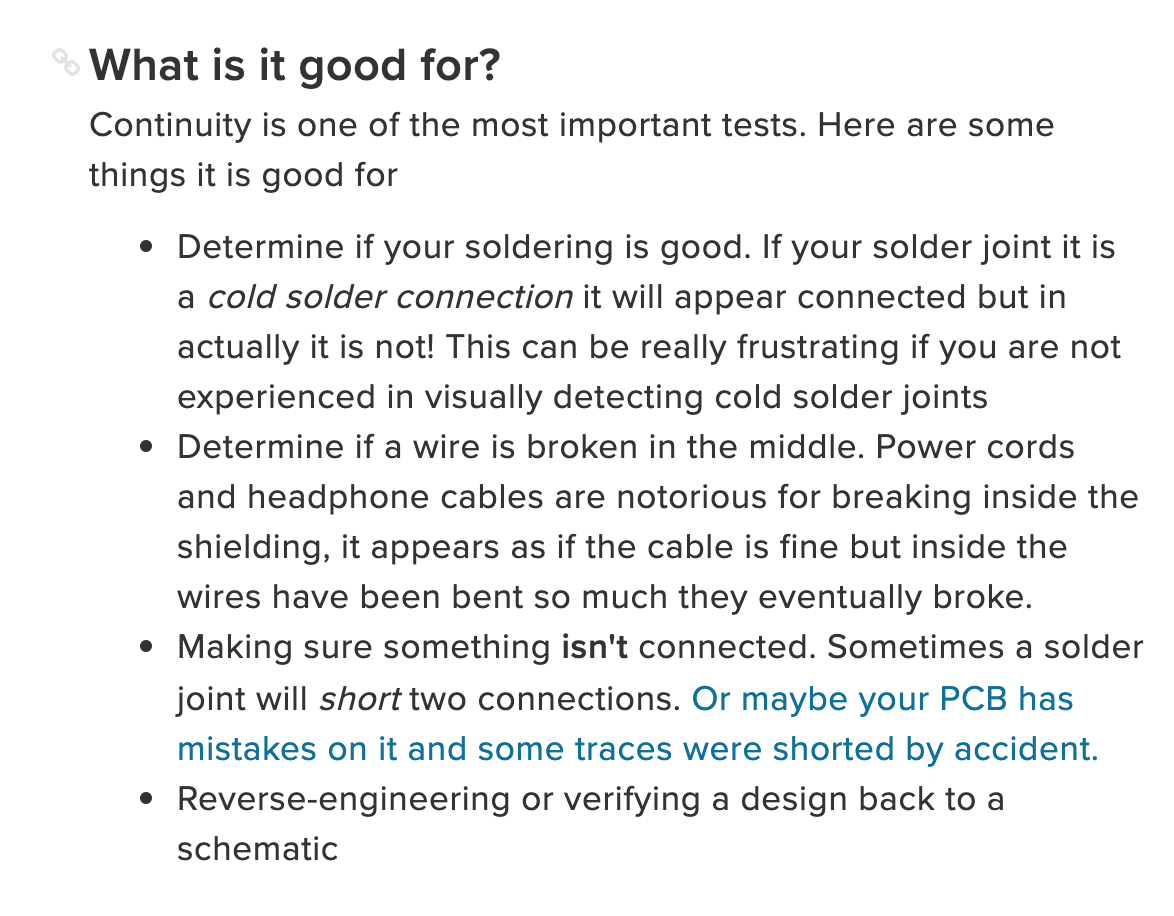 What is it good for?
Continuity is one of the most important tests. Here are some
things it is good for
• Determine if your soldering is good. If your solder joint it is
a cold solder connection it will appear connected but in
actually it is not! This can be really frustrating if you are not
experienced in visually detecting cold solder joints
• Determine if a wire is broken in the middle. Power cords
and headphone cables are notorious for breaking inside the
shielding, it appears as if the cable is fine but inside the
wires have been bent so much they eventually broke.
• Making sure something isn't connected. Sometimes a solder
joint will short two connections. Or maybe your PCB has
mistakes on it and some traces were shorted by accident.
• Reverse-engineering or verifying a design back to a
schematic